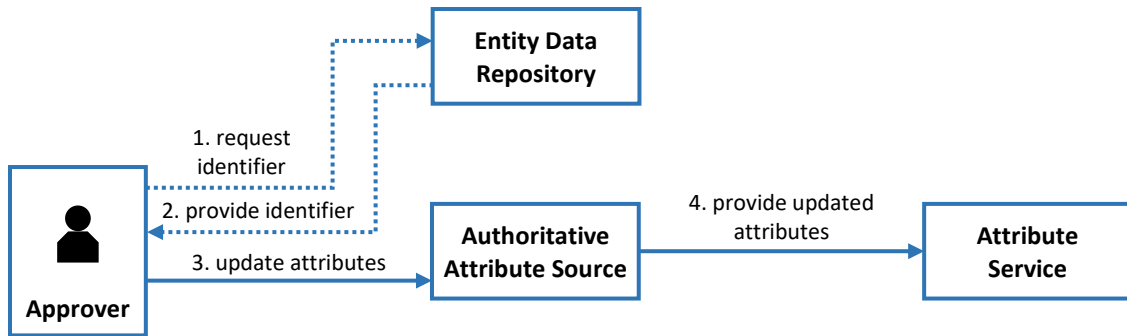 Entity Data
Repository
1. request
identifier
2. provide identifier
3. update attributes
Approver
Authoritative
Attribute Source
4. provide updated
attributes
Attribute
Service